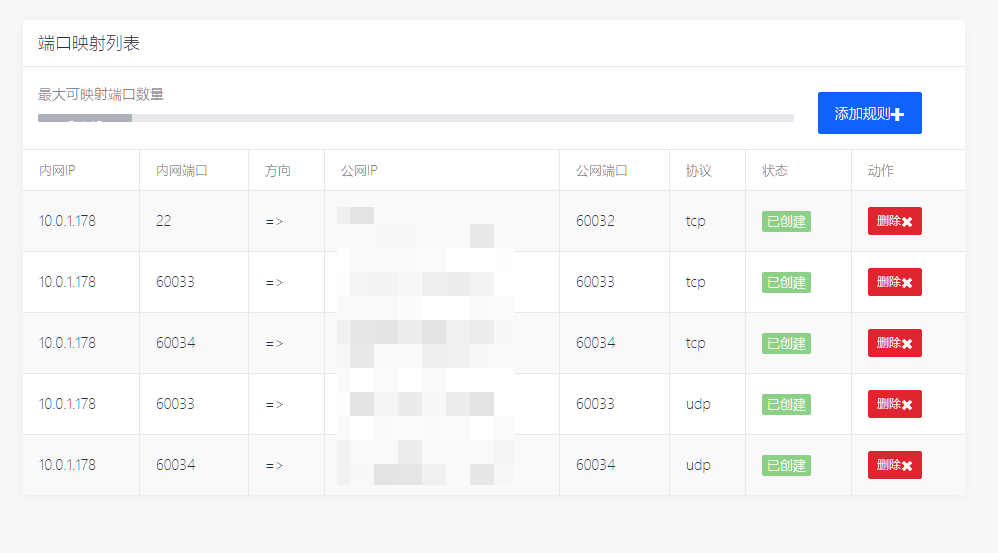 端口映射列表
最大可映射端口数量
添加规则
内网IP 内网端口 方向 公网IP 公网端口 协议 状态 动作
10.0.1.178 22 => 60032 tcp 已创建 删除
10.0.1.178 60033 => 60033 tcp 已创建 删除
10.0.1.178 60034 => 60034 tcp 已创建 删除
10.0.1.178 60033 => 60033 udp 已创建 删除
10.0.1.178 60034 => 60034 udp 已创建 删除